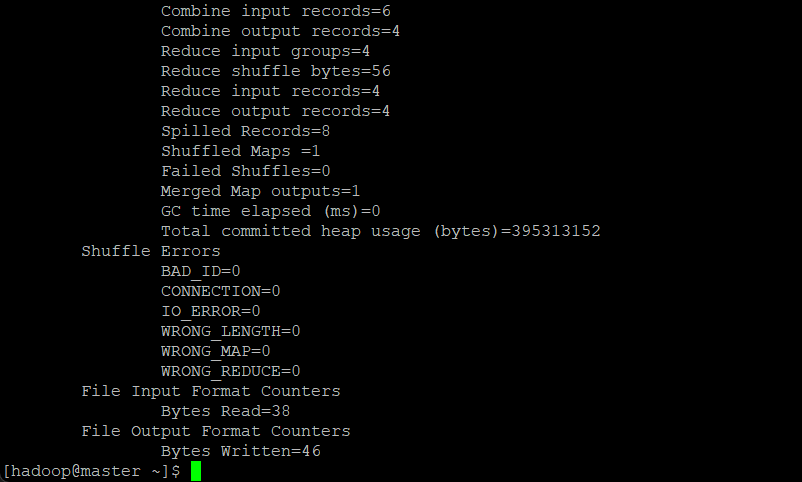 Combine input records=6
Combine output records=4
Reduce input groups=4
Reduce shuffle bytes=56
Reduce input records=4
Reduce output records=4
Spilled Records=8
Shuffled Maps =1
Failed Shuffles=0
Merged Map outputs=1
GC time elapsed (ms)=0
Total committed heap usage (bytes)=395313152
Shuffle Errors
BAD_ID=0
CONNECTION=0
IO_ERROR=0
WRONG_LENGTH=0
WRONG_MAP=0
WRONG_REDUCE=0
File Input Format Counters
Bytes Read=38
File Output Format Counters
Bytes Written=46
[hadoop@master ~]$